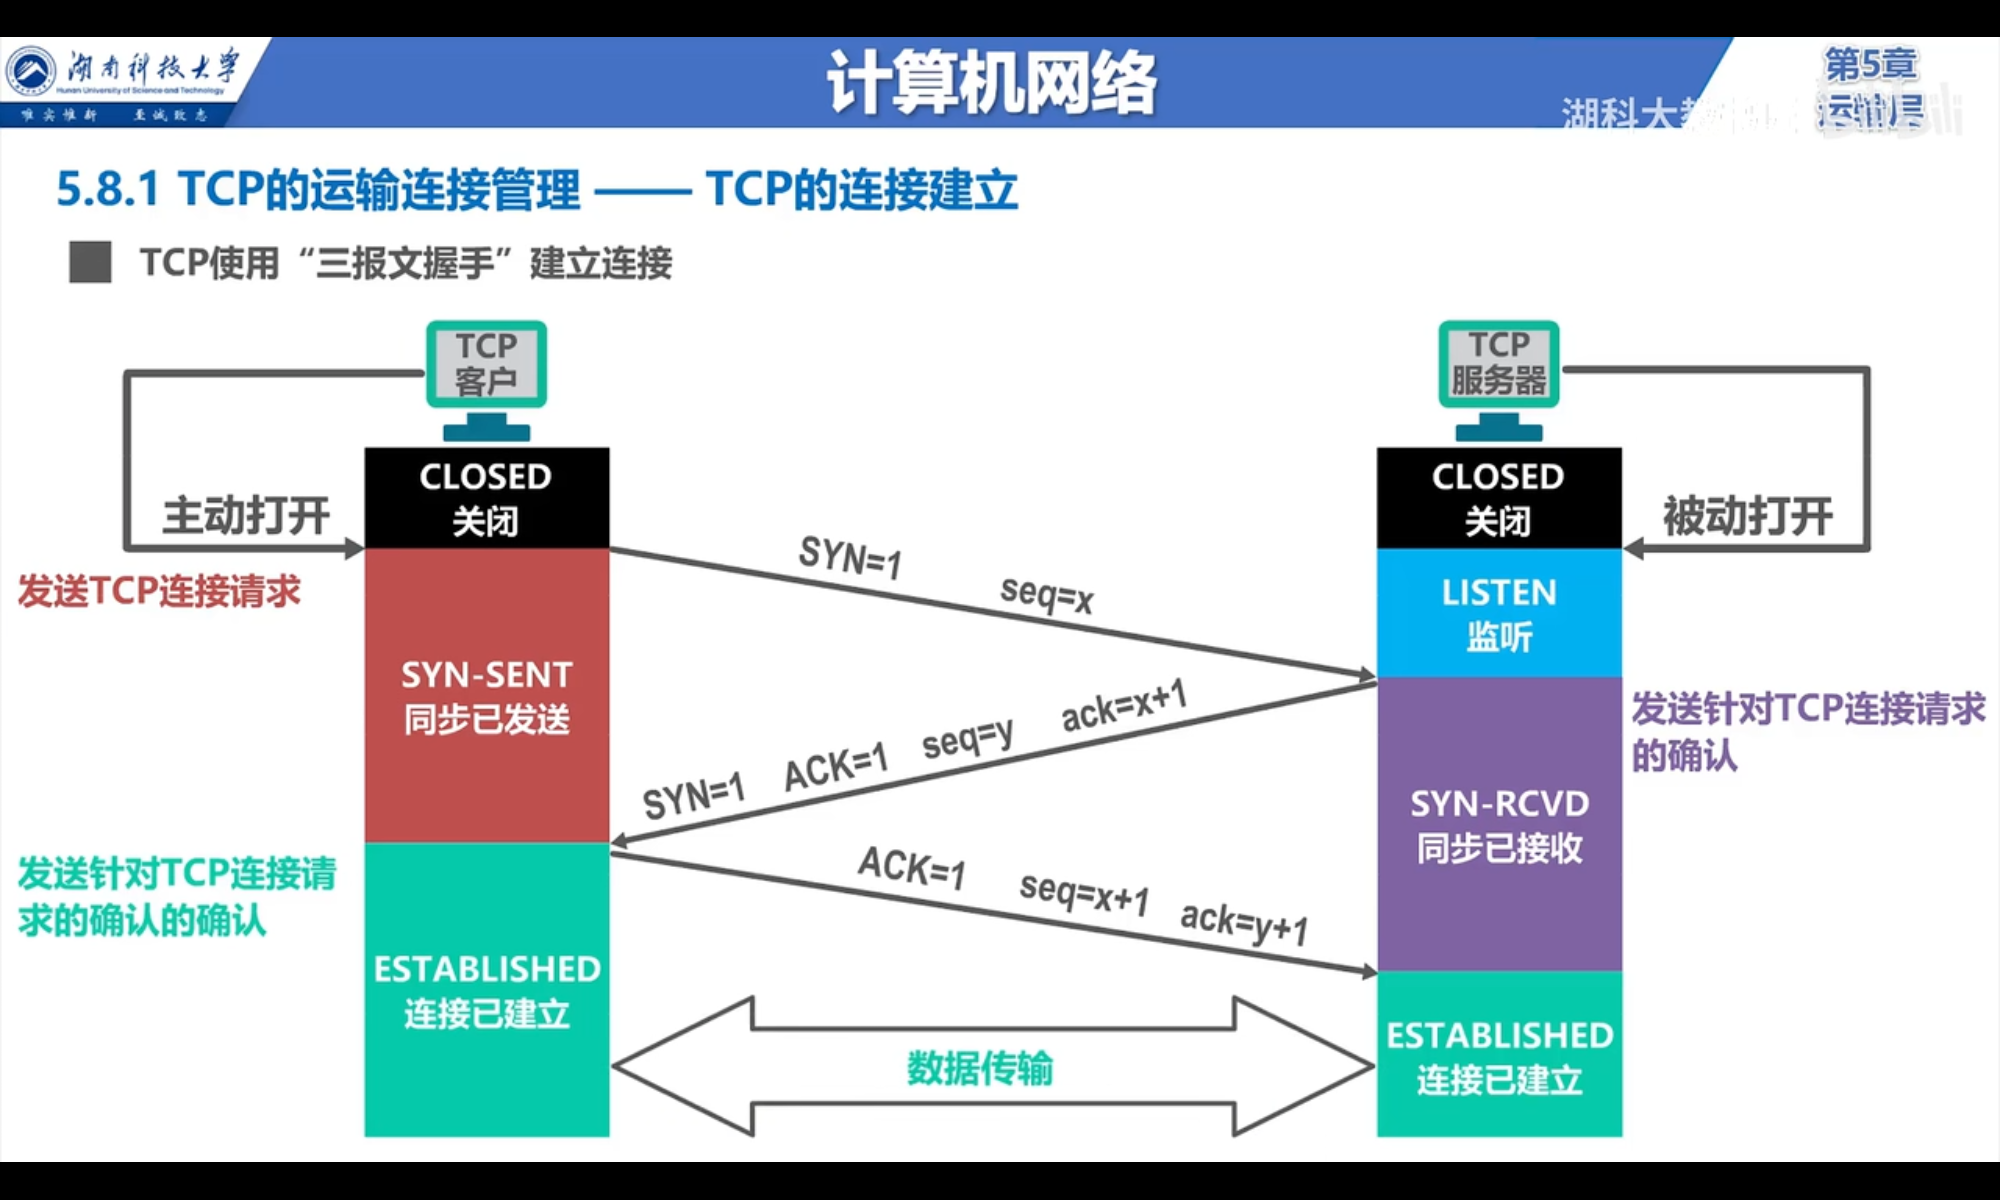 湖南科技大学
Hunan University of Science and Technology
唯实惟新 至诚致志
计算机网络
第5章
运输层
湖科大教
5.8.1 TCP的运输连接管理 —— TCP的连接建立
TCP使用“三报文握手”建立连接
TCP
客户
TCP
服务器
主动打开
CLOSED
关闭
CLOSED
关闭
被动打开
发送TCP连接请求
SYN=1 seq=x
LISTEN
监听
SYN-SENT
同步已发送
SYN=1 ACK=1 seq=y ack=x+1
发送针对TCP连接请求
的确认
SYN-RCVD
同步已接收
发送针对TCP连接请
求的确认的确认
ACK=1 seq=x+1 ack=y+1
ESTABLISHED
连接已建立
数据传输
ESTABLISHED
连接已建立